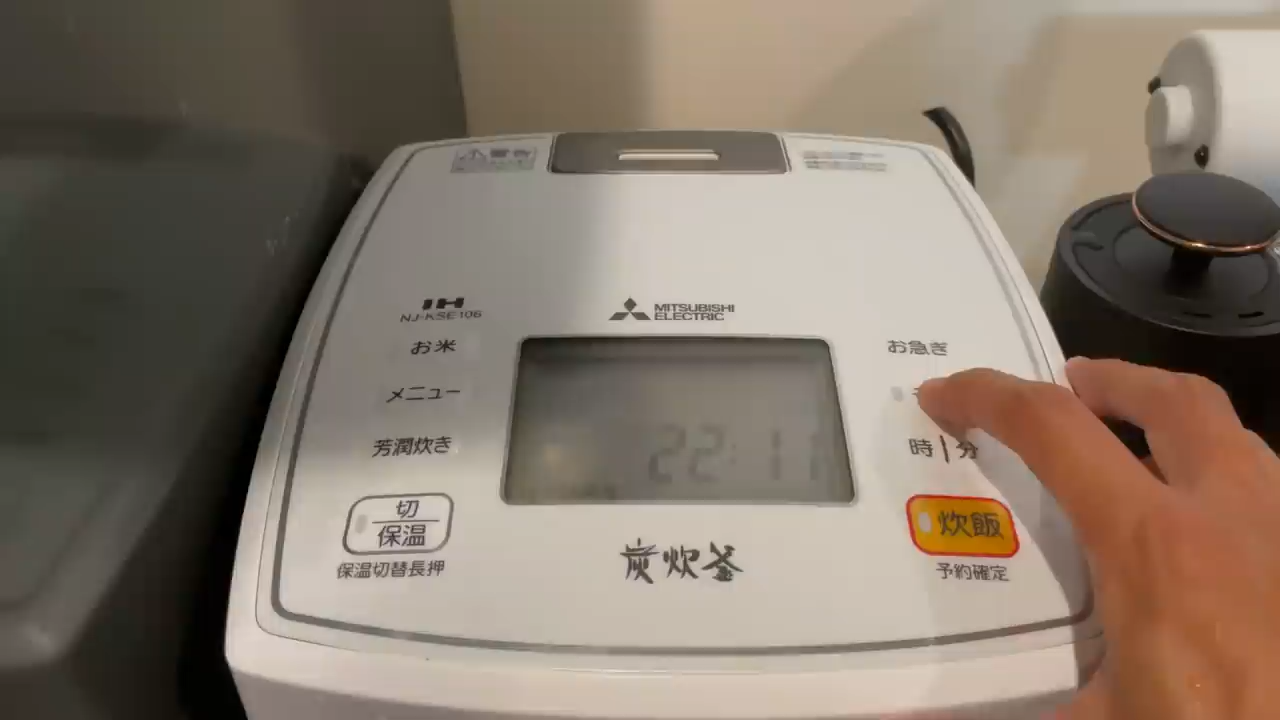 IH
NJ-KSE106
MITSUBISHI
ELECTRIC
お米
お急ぎ
メニュー
芳潤炊き
時|分
22:11
切
保温
炊飯
保温切替長押
炭炊釜
予約確定